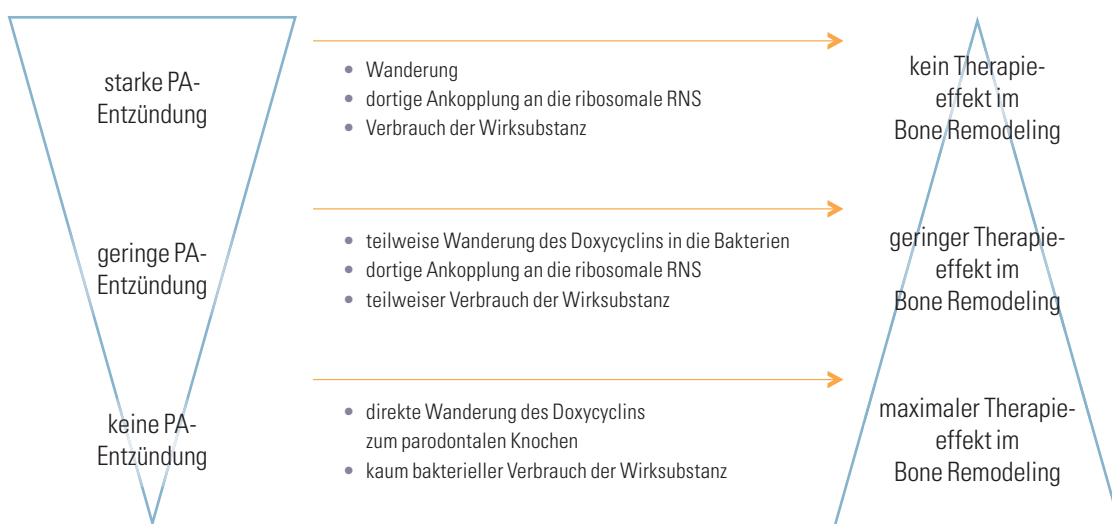 starke PA-
Entzündung
• Wanderung
• dortige Ankopplung an die ribosomale RNS
• Verbrauch der Wirksubstanz
kein Therapie-
effekt im
Bone Remodeling
geringe PA-
Entzündung
• teilweise Wanderung des Doxycyclins in die Bakterien
• dortige Ankopplung an die ribosomale RNS
• teilweiser Verbrauch der Wirksubstanz
geringer Therapie-
effekt im
Bone Remodeling
keine PA-
Entzündung
• direkte Wanderung des Doxycyclins
zum parodontalen Knochen
• kaum bakterieller Verbrauch der Wirksubstanz
maximaler Therapie-
effekt im
Bone Remodeling